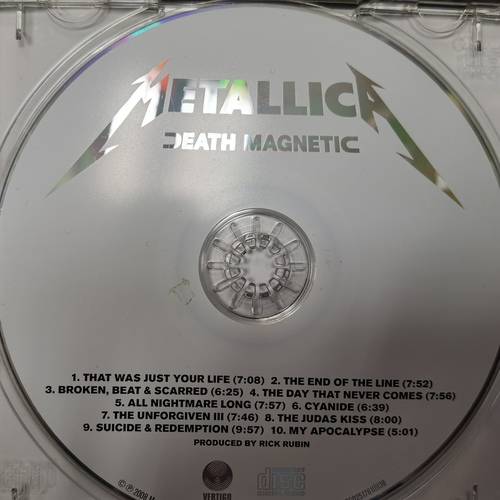 METALLICA
DEATH MAGNETIC
1. THAT WAS JUST YOUR LIFE (7:08) 2. THE END OF THE LINE (7:52)
3. BROKEN, BEAT & SCARRED (6:25) 4. THE DAY THAT NEVER COMES (7:56)
5. ALL NIGHTMARE LONG (7:57) 6. CYANIDE (6:39)
7. THE UNFORGIVEN III (7:46) 8. THE JUDAS KISS (8:00)
9. SUICIDE & REDEMPTION (9:57) 10. MY APOCALYPSE (5:01)
PRODUCED BY RICK RUBIN
© ℗ 2008
VERTIGO
disc